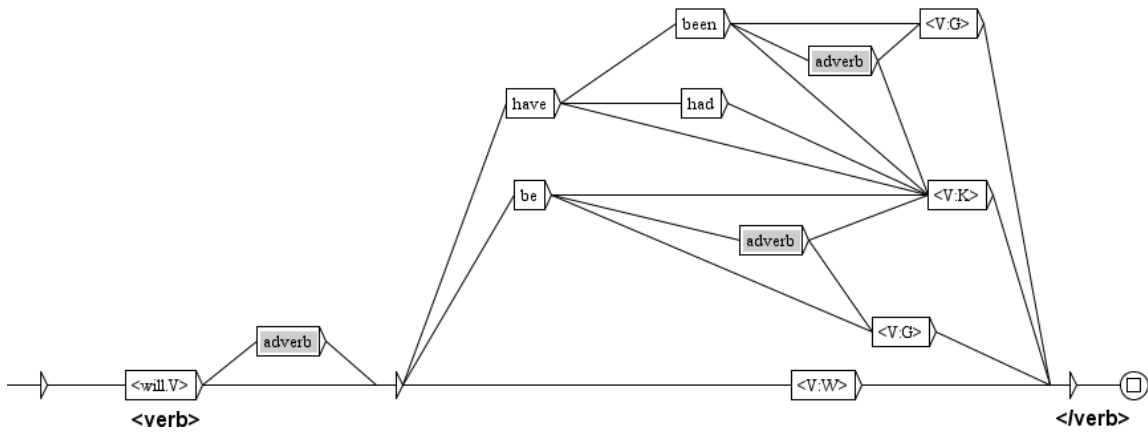 been <V:G>
adverb
have had
be <V:K>
adverb
<V:G>
adverb
<will.V> <V:W>
<verb> </verb>